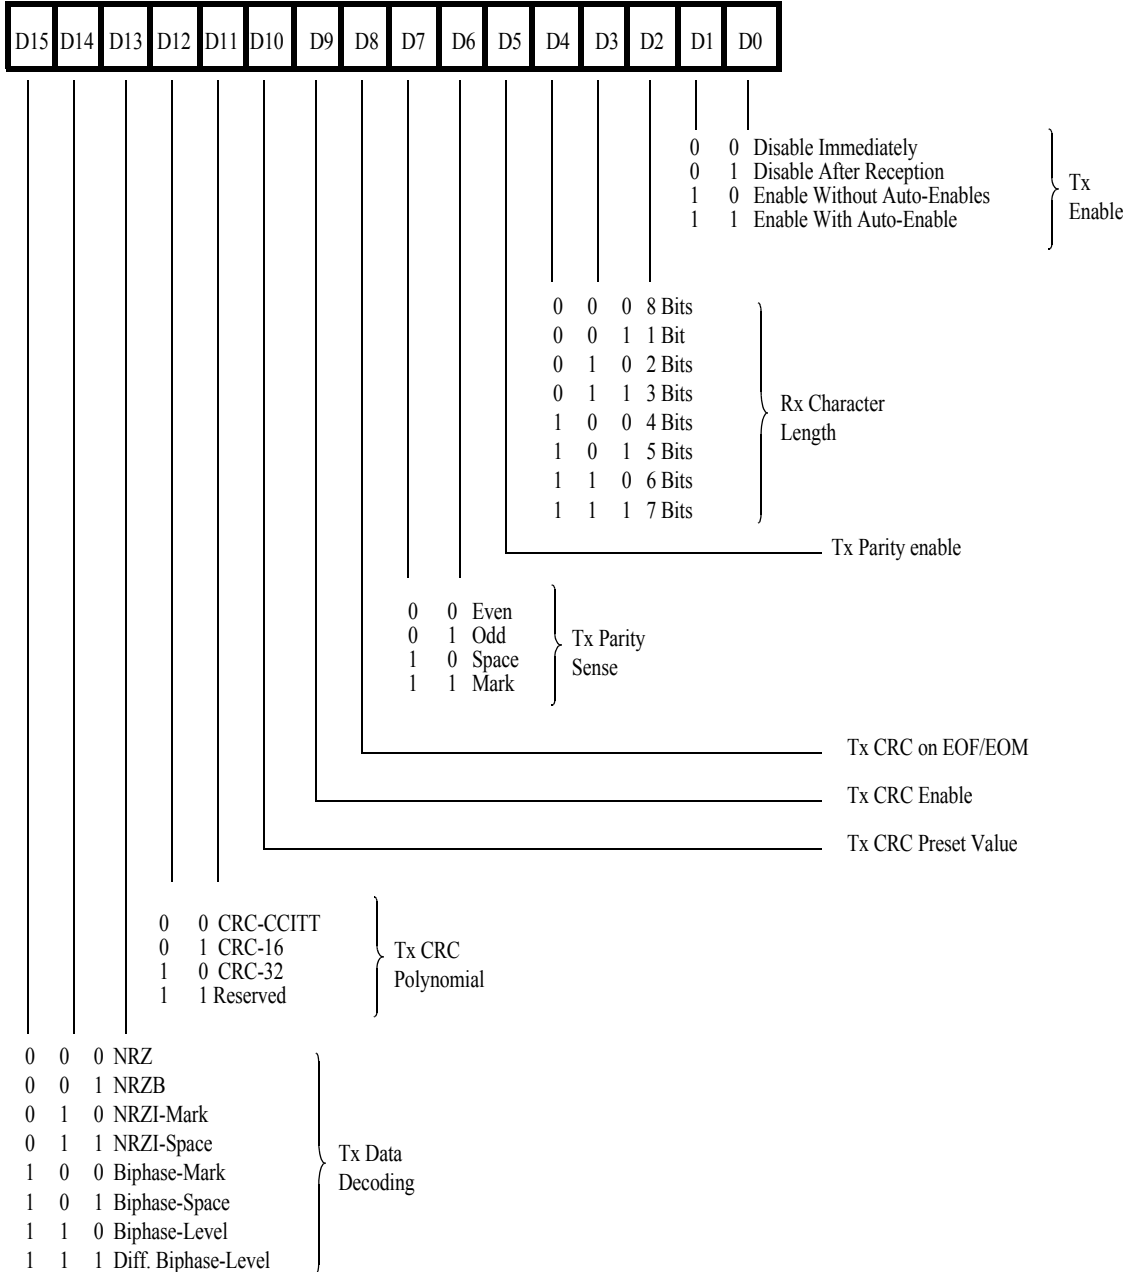 D15 D14 D13 D12 D11 D10 D9 D8 D7 D6 D5 D4 D3 D2 D1 D0
0 0 Disable Immediately
0 1 Disable After Reception
1 0 Enable Without Auto-Enables
1 1 Enable With Auto-Enable
Tx
Enable
0 0 0 8 Bits
0 0 1 1 Bit
0 1 0 2 Bits
0 1 1 3 Bits
1 0 0 4 Bits
1 0 1 5 Bits
1 1 0 6 Bits
1 1 1 7 Bits
Rx Character
Length
Tx Parity enable
0 0 Even
0 1 Odd
1 0 Space
1 1 Mark
Tx Parity
Sense
Tx CRC on EOF/EOM
Tx CRC Enable
Tx CRC Preset Value
0 0 CRC-CCITT
0 1 CRC-16
1 0 CRC-32
1 1 Reserved
Tx CRC
Polynomial
0 0 0 NRZ
0 0 1 NRZB
0 1 0 NRZI-Mark
0 1 1 NRZI-Space
1 0 0 Biphase-Mark
1 0 1 Biphase-Space
1 1 0 Biphase-Level
1 1 1 Diff. Biphase-Level
Tx Data
Decoding